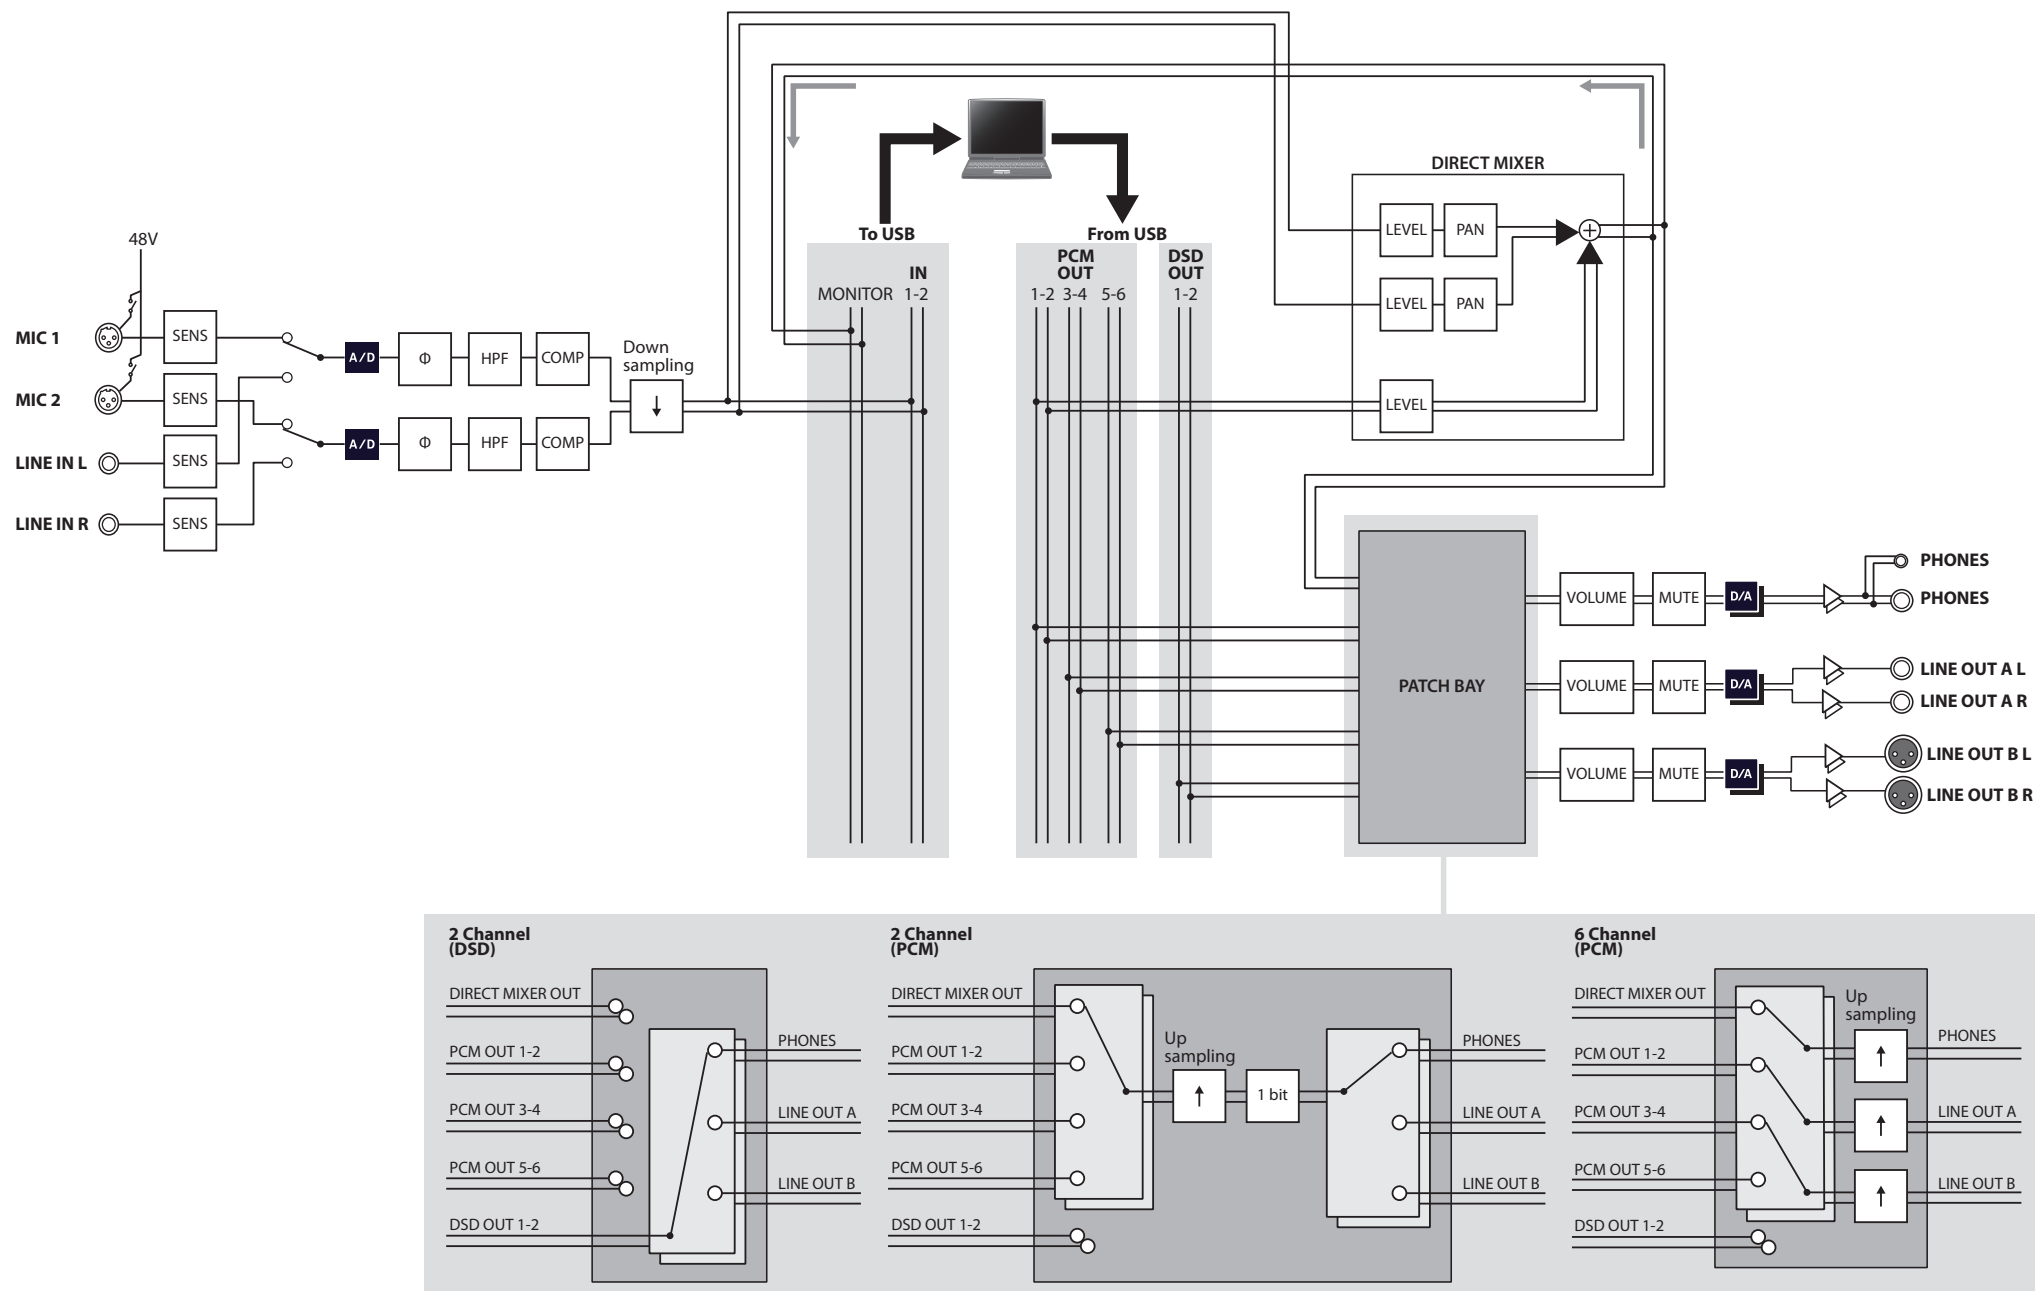 DIRECT MIXER
To USB
From USB
PCM
OUT
DSD
OUT
IN
MONITOR 1-2
1-2 3-4 5-6
1-2
LEVEL PAN
LEVEL PAN
LEVEL
48V
MIC 1
SENS
A/D
Φ
HPF
COMP
Down
sampling
↓
MIC 2
SENS
A/D
Φ
HPF
COMP
LINE IN L
SENS
LINE IN R
SENS
PATCH BAY
VOLUME MUTE D/A
PHONES
PHONES
VOLUME MUTE D/A
LINE OUT A L
LINE OUT A R
VOLUME MUTE D/A
LINE OUT B L
LINE OUT B R
2 Channel
(DSD)
DIRECT MIXER OUT
PCM OUT 1-2
PCM OUT 3-4
PCM OUT 5-6
DSD OUT 1-2
PHONES
LINE OUT A
LINE OUT B
2 Channel
(PCM)
DIRECT MIXER OUT
PCM OUT 1-2
PCM OUT 3-4
PCM OUT 5-6
DSD OUT 1-2
Up
sampling
↑
1 bit
PHONES
LINE OUT A
LINE OUT B
6 Channel
(PCM)
DIRECT MIXER OUT
PCM OUT 1-2
PCM OUT 3-4
PCM OUT 5-6
DSD OUT 1-2
Up
sampling
↑
↑
↑
PHONES
LINE OUT A
LINE OUT B